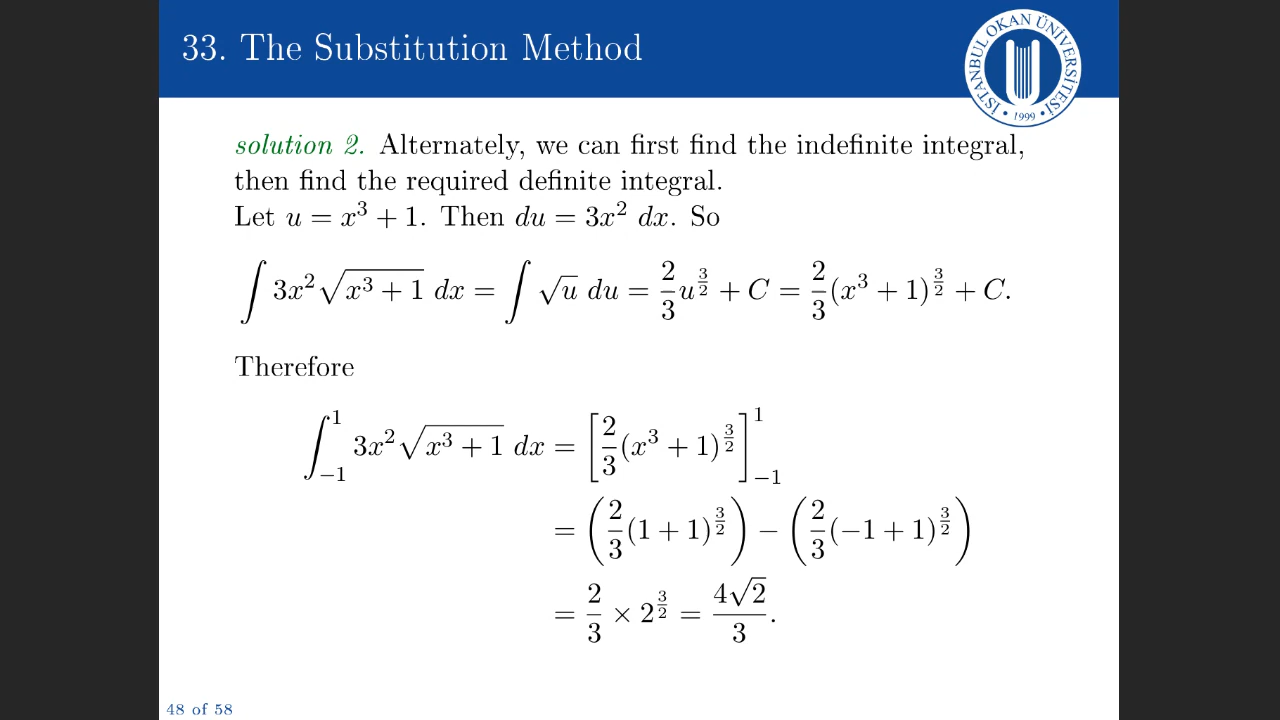 33. The Substitution Method
İSTANBUL OKAN ÜNİVERSİTESİ
• 1999 •
solution 2. Alternately, we can first find the indefinite integral,
then find the required definite integral.
Let u = x³ + 1. Then du = 3x² dx. So
∫ 3x²√(x³ + 1) dx = ∫ √u du = 2/3 u^(3/2) + C = 2/3 (x³ + 1)^(3/2) + C.
Therefore
∫_{−1}^{1} 3x²√(x³ + 1) dx = [2/3 (x³ + 1)^(3/2)]_{−1}^{1}
= (2/3 (1 + 1)^(3/2)) − (2/3 (−1 + 1)^(3/2))
= 2/3 × 2^(3/2) = 4√2/3.
48 of 58